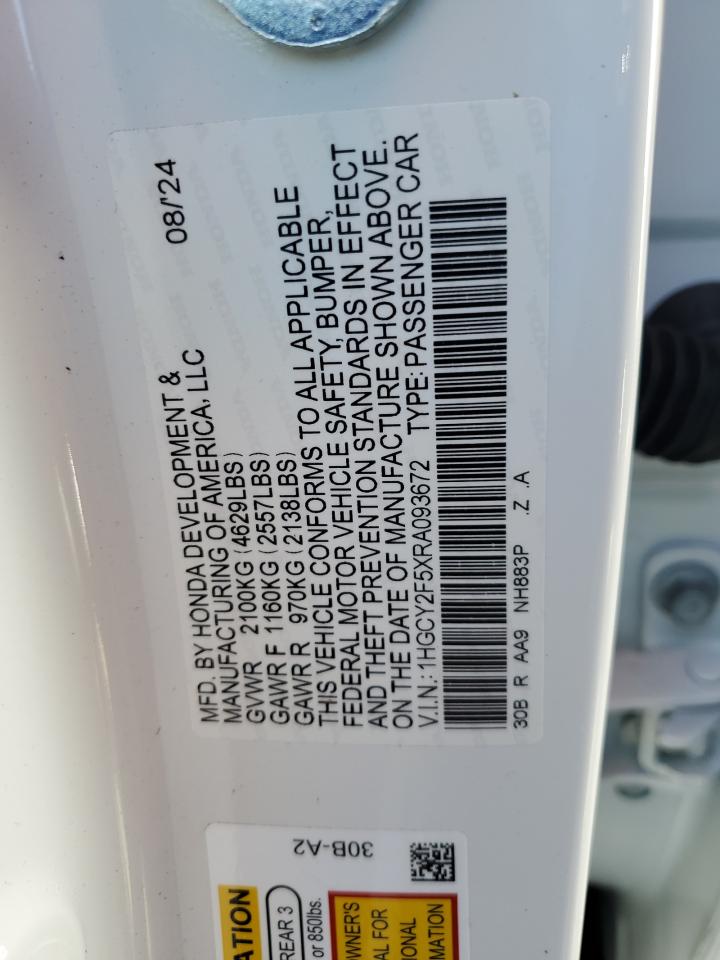 MFD. BY HONDA DEVELOPMENT & 08/'24
MANUFACTURING OF AMERICA, LLC
GVWR 2100KG (4629LBS)
GAWR F 1160KG (2557LBS)
GAWR R 970KG (2138LBS)
THIS VEHICLE CONFORMS TO ALL APPLICABLE
FEDERAL MOTOR VEHICLE SAFETY, BUMPER,
AND THEFT PREVENTION STANDARDS IN EFFECT
ON THE DATE OF MANUFACTURE SHOWN ABOVE.
V.I.N.: 1HGCY2F5XRA093672 TYPE: PASSENGER CAR
30B R AA9 NH883P .Z .A
30B-A2
ATION
REAR 3
or 850lbs.
OWNER'S
AL FOR
IONAL
RMATION